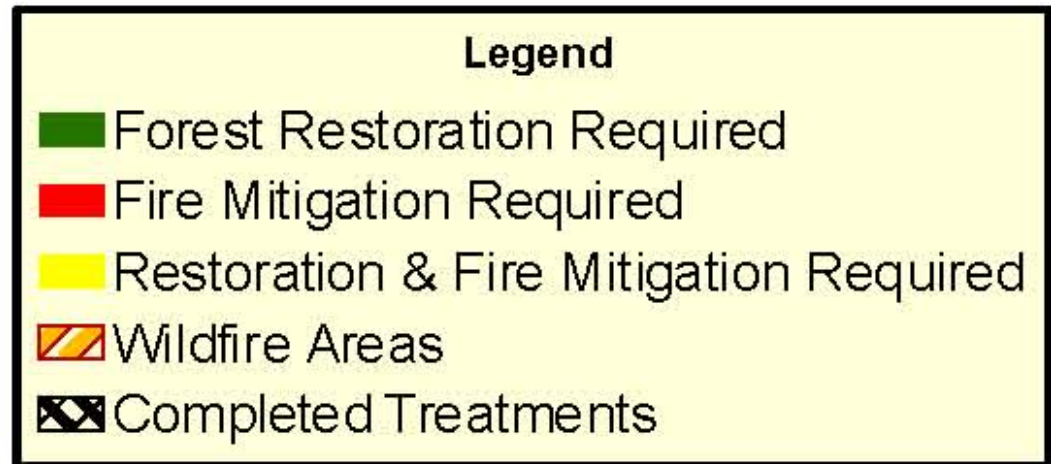 Legend
Forest Restoration Required
Fire Mitigation Required
Restoration & Fire Mitigation Required
Wildfire Areas
Completed Treatments